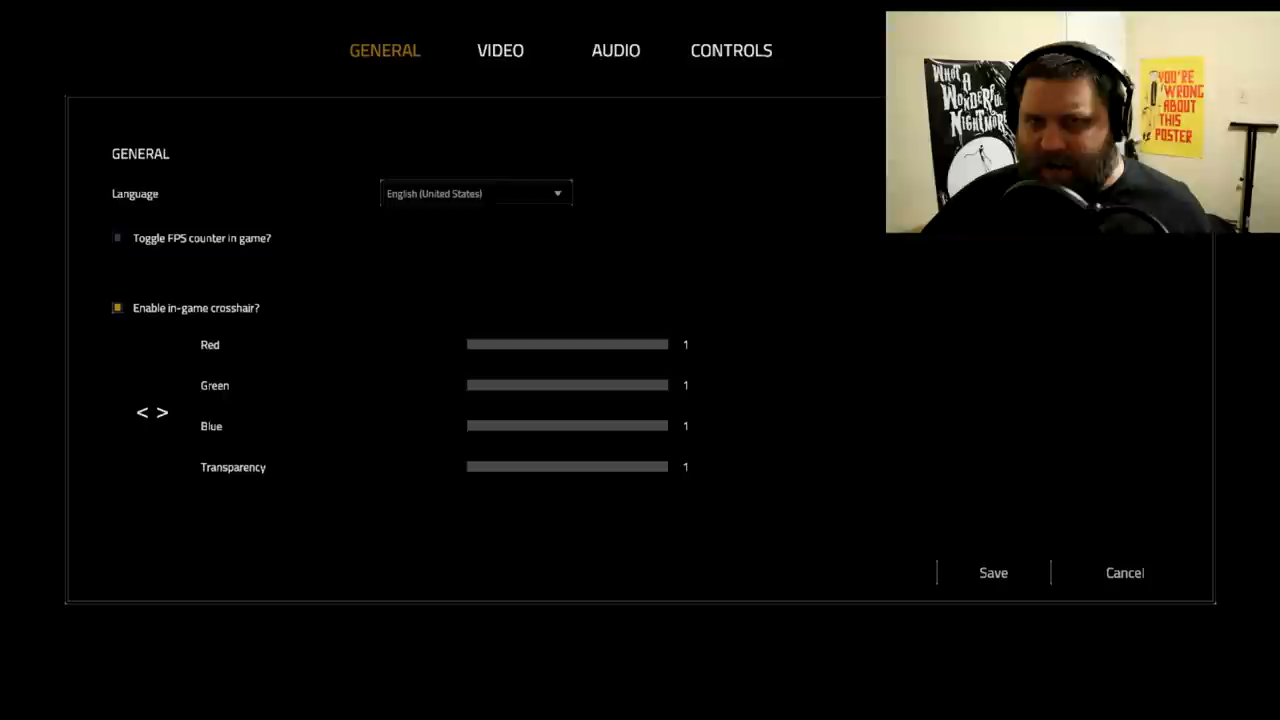 GENERAL VIDEO AUDIO CONTROLS
WHAT
A
WONDERFUL
NIGHTMARE
YOU'RE
WRONG
ABOUT
THIS
POSTER
GENERAL
Language English (United States)
Toggle FPS counter in game?
Enable in-game crosshair?
Red 1
Green 1
< >
Blue 1
Transparency 1
Save Cancel